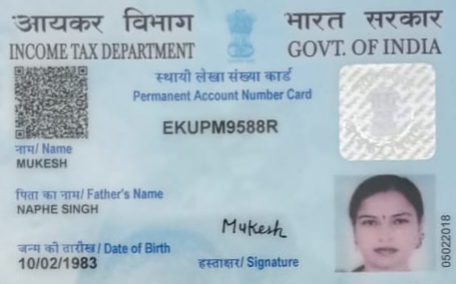 आयकर विभाग
INCOME TAX DEPARTMENT
भारत सरकार
GOVT. OF INDIA
स्थायी लेखा संख्या कार्ड
Permanent Account Number Card
EKUPM9588R
नाम/ Name
MUKESH
पिता का नाम/ Father's Name
NAPHE SINGH
जन्म की तारीख/ Date of Birth
10/02/1983
Mukesh
हस्ताक्षर/ Signature
05022018